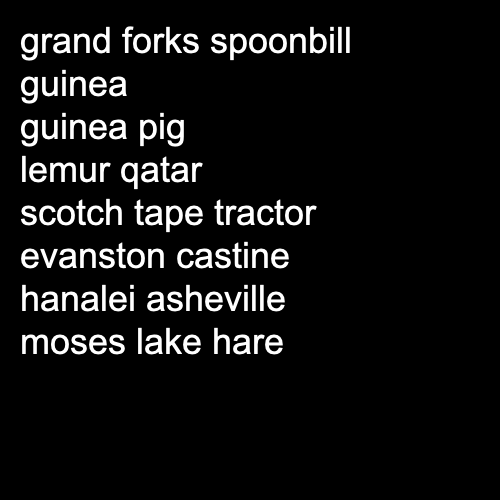 grand forks spoonbill
guinea
guinea pig
lemur qatar
scotch tape tractor
evanston castine
hanalei asheville
moses lake hare